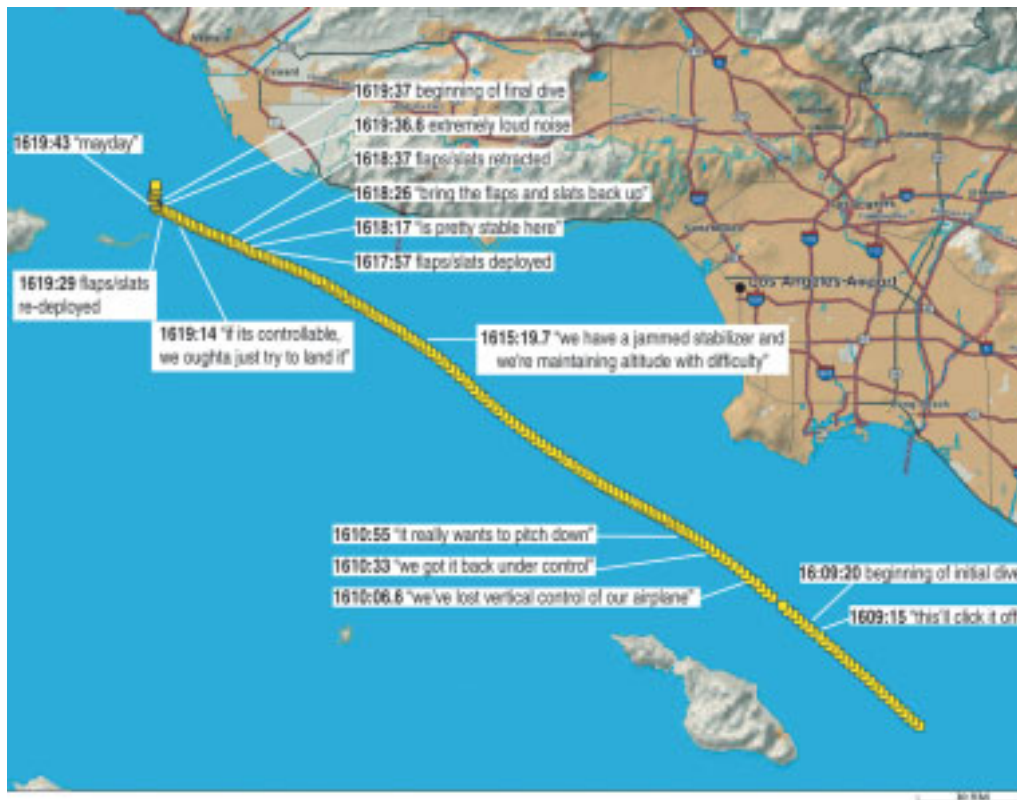 1619:37 beginning of final dive
1619:36.6 extremely loud noise
1619:43 "mayday"
1618:37 flaps/slats retracted
1618:26 "bring the flaps and slats back up"
1618:17 "is pretty stable here"
1617:57 flaps/slats deployed
1619:29 flaps/slats
re-deployed
1619:14 "if its controllable,
we oughta just try to land it"
Los Angeles Airport
1615:19.7 "we have a jammed stabilizer and
we're maintaining altitude with difficulty"
1610:55 "it really wants to pitch down"
1610:33 "we got it back under control"
1610:06.6 "we've lost vertical control of our airplane"
16:09:20 beginning of initial dive
1609:15 "this'll click it off